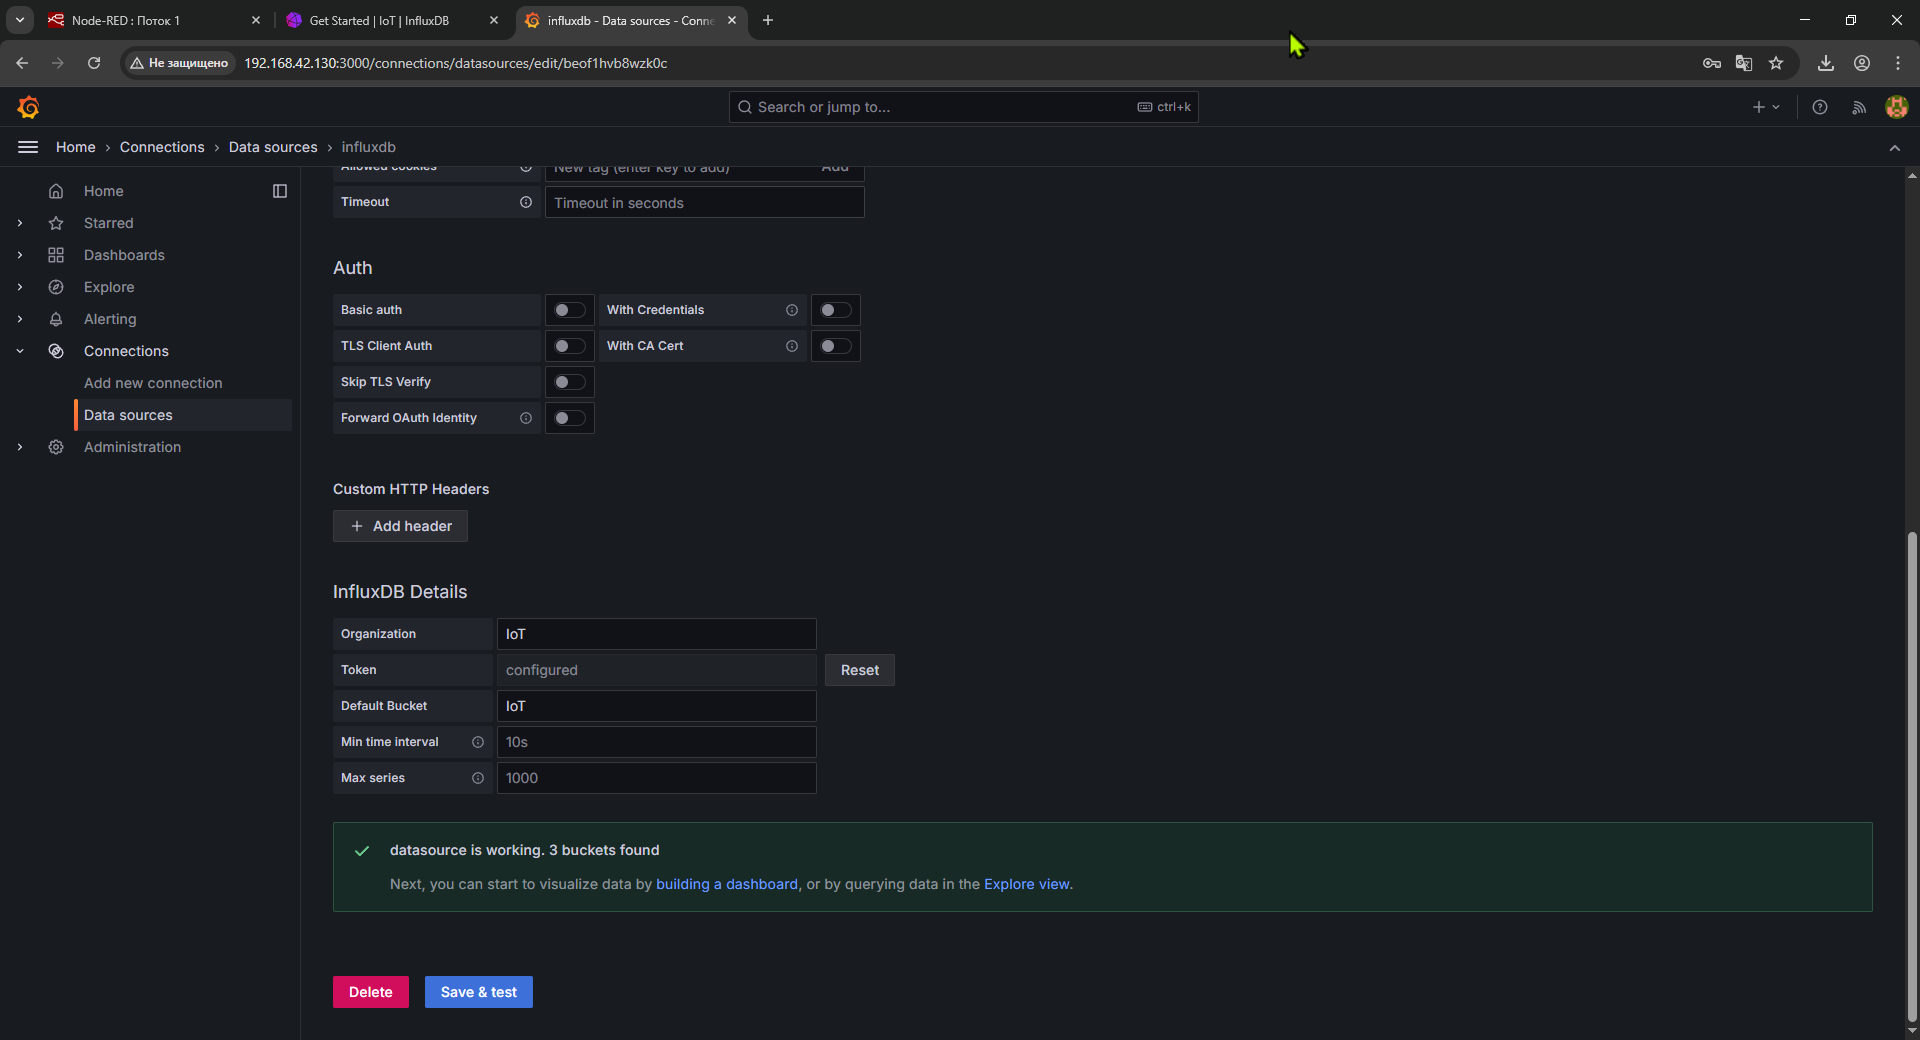 Node-RED : Поток 1
Get Started | IoT | InfluxDB
influxdb - Data sources - Conne
Не защищено
192.168.42.130:3000/connections/datasources/edit/beof1hvb8wzk0c
Search or jump to...
ctrl+k
Home › Connections › Data sources › influxdb
Home
Starred
Dashboards
Explore
Alerting
Connections
Add new connection
Data sources
Administration
Allowed cookies
New tag (enter key to add)
Add
Timeout
Timeout in seconds
Auth
Basic auth
With Credentials
TLS Client Auth
With CA Cert
Skip TLS Verify
Forward OAuth Identity
Custom HTTP Headers
+ Add header
InfluxDB Details
Organization
IoT
Token
configured
Reset
Default Bucket
IoT
Min time interval
10s
Max series
1000
datasource is working. 3 buckets found
Next, you can start to visualize data by building a dashboard, or by querying data in the Explore view.
Delete
Save & test